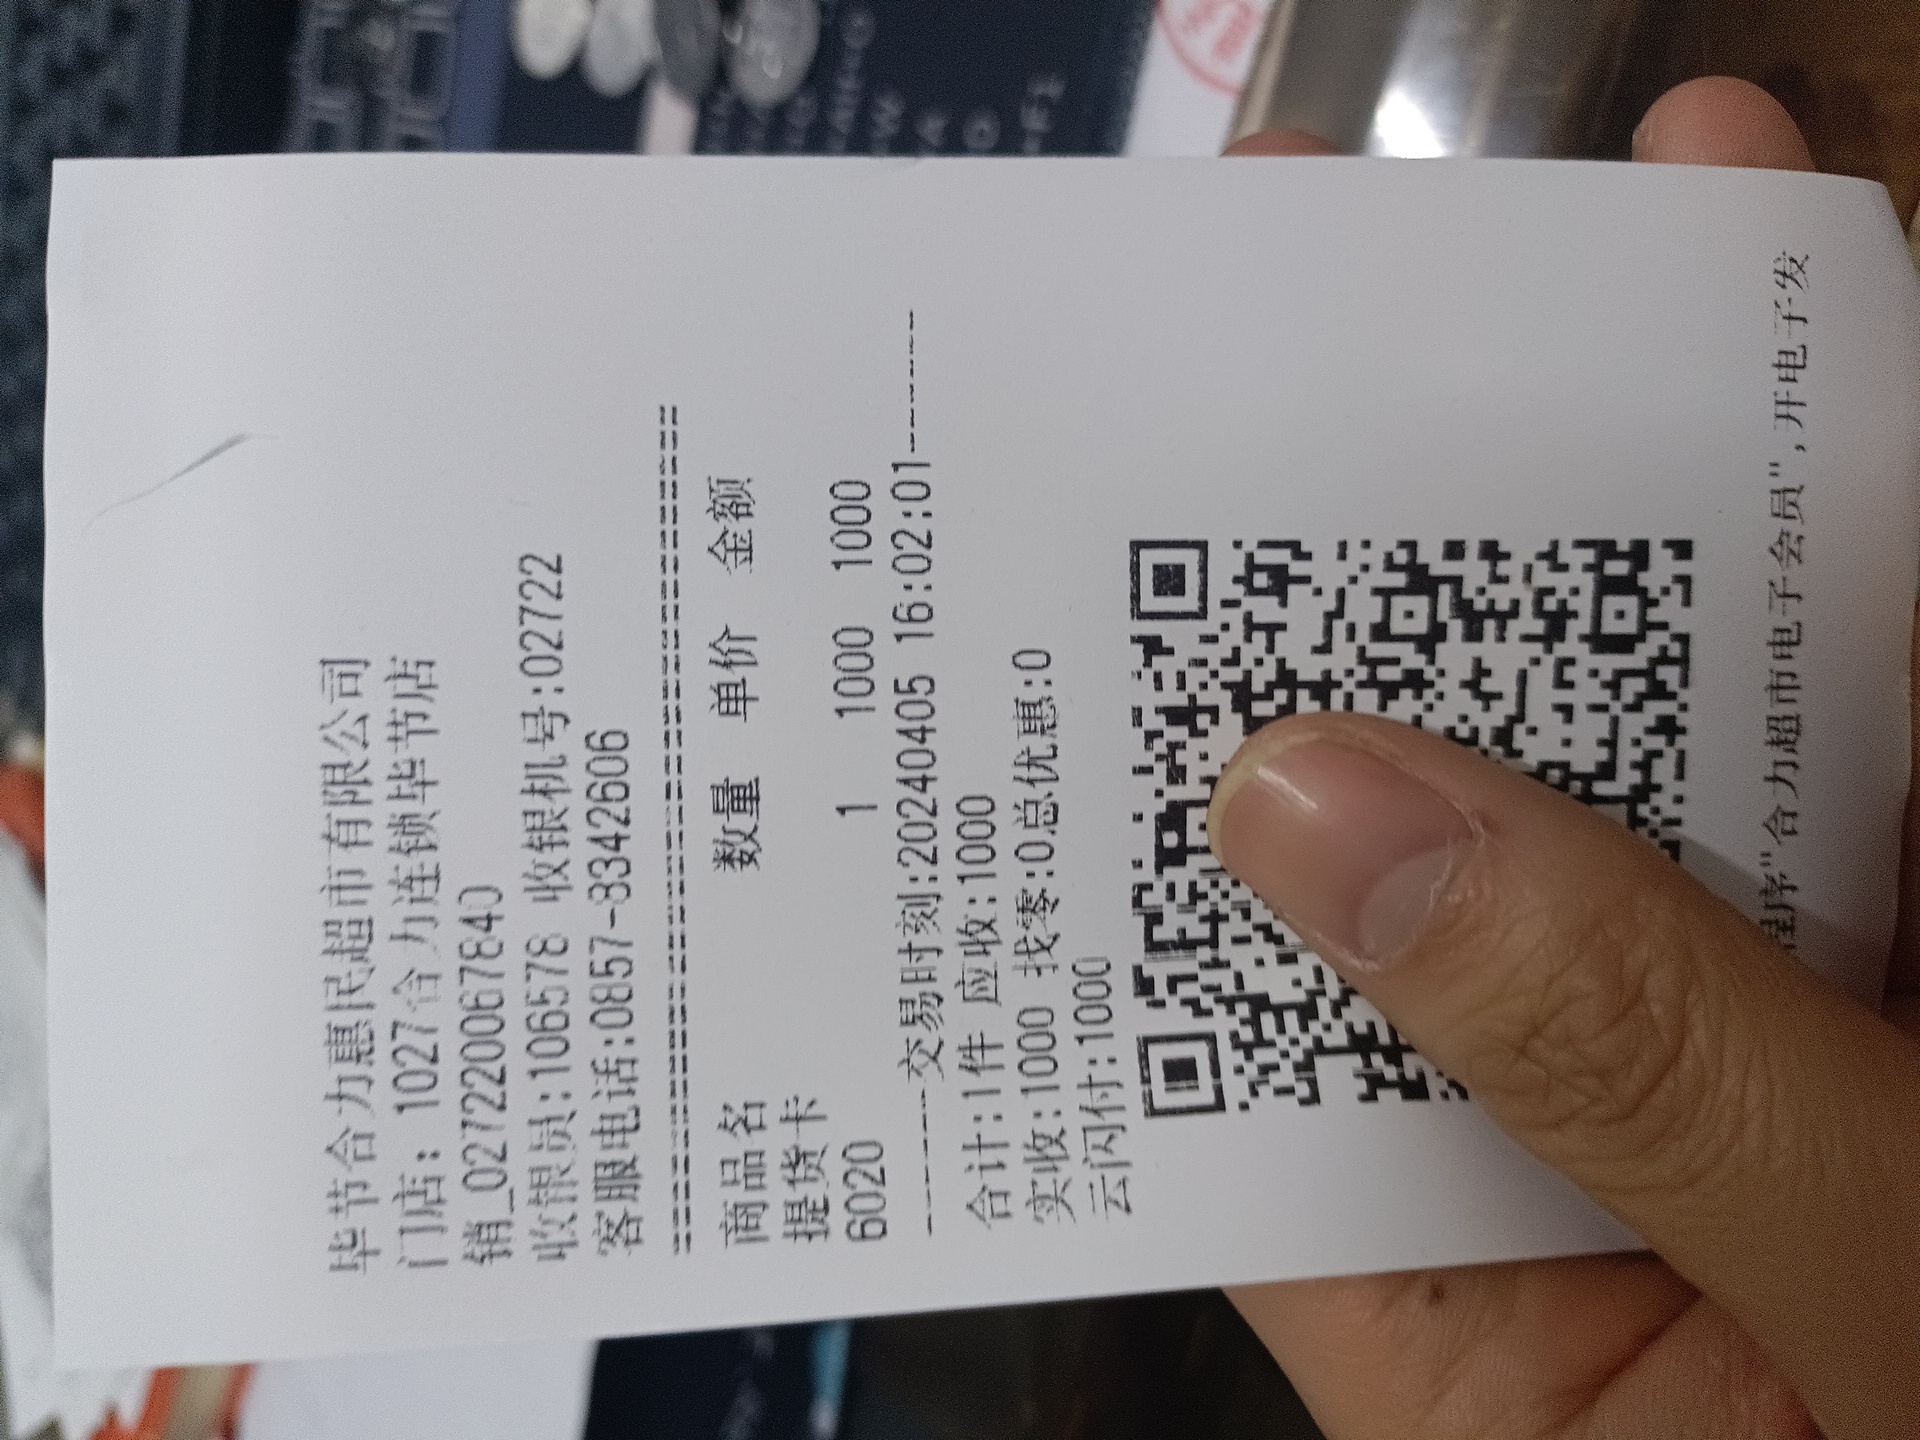 毕节合力惠民超市有限公司
门店: 1027合力连锁毕节店
销_027220067840
收银员:106578 收银机号:02722
客服电话:0857-8342606
================================
商品名 数量 单价 金额
提货卡
6020 1 1000 1000
--------交易时刻:20240405 16:02:01--------
合计:1件 应收:1000
实收:1000 找零:0总优惠:0
云闪付:1000
程序"合力超市电子会员",开电子发